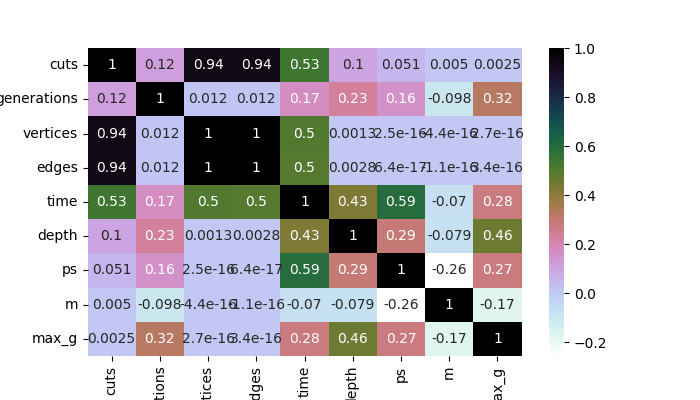 cuts 1 0.12 0.94 0.94 0.53 0.1 0.051 0.005 0.0025
generations 0.12 1 0.012 0.012 0.17 0.23 0.16 -0.098 0.32
vertices 0.94 0.012 1 1 0.5 0.0013 2.5e-16 -4.4e-16 2.7e-16
edges 0.94 0.012 1 1 0.5 0.0028 6.4e-17 -1.1e-16 3.4e-16
time 0.53 0.17 0.5 0.5 1 0.43 0.59 -0.07 0.28
depth 0.1 0.23 0.0013 0.0028 0.43 1 0.29 -0.079 0.46
ps 0.051 0.16 2.5e-16 6.4e-17 0.59 0.29 1 -0.26 0.27
m 0.005 -0.098 -4.4e-16 -1.1e-16 -0.07 -0.079 -0.26 1 -0.17
max_g 0.0025 0.32 2.7e-16 3.4e-16 0.28 0.46 0.27 -0.17 1
cuts tions tices dges time depth ps m ax_g
1.0
0.8
0.6
0.4
0.2
0.0
−0.2